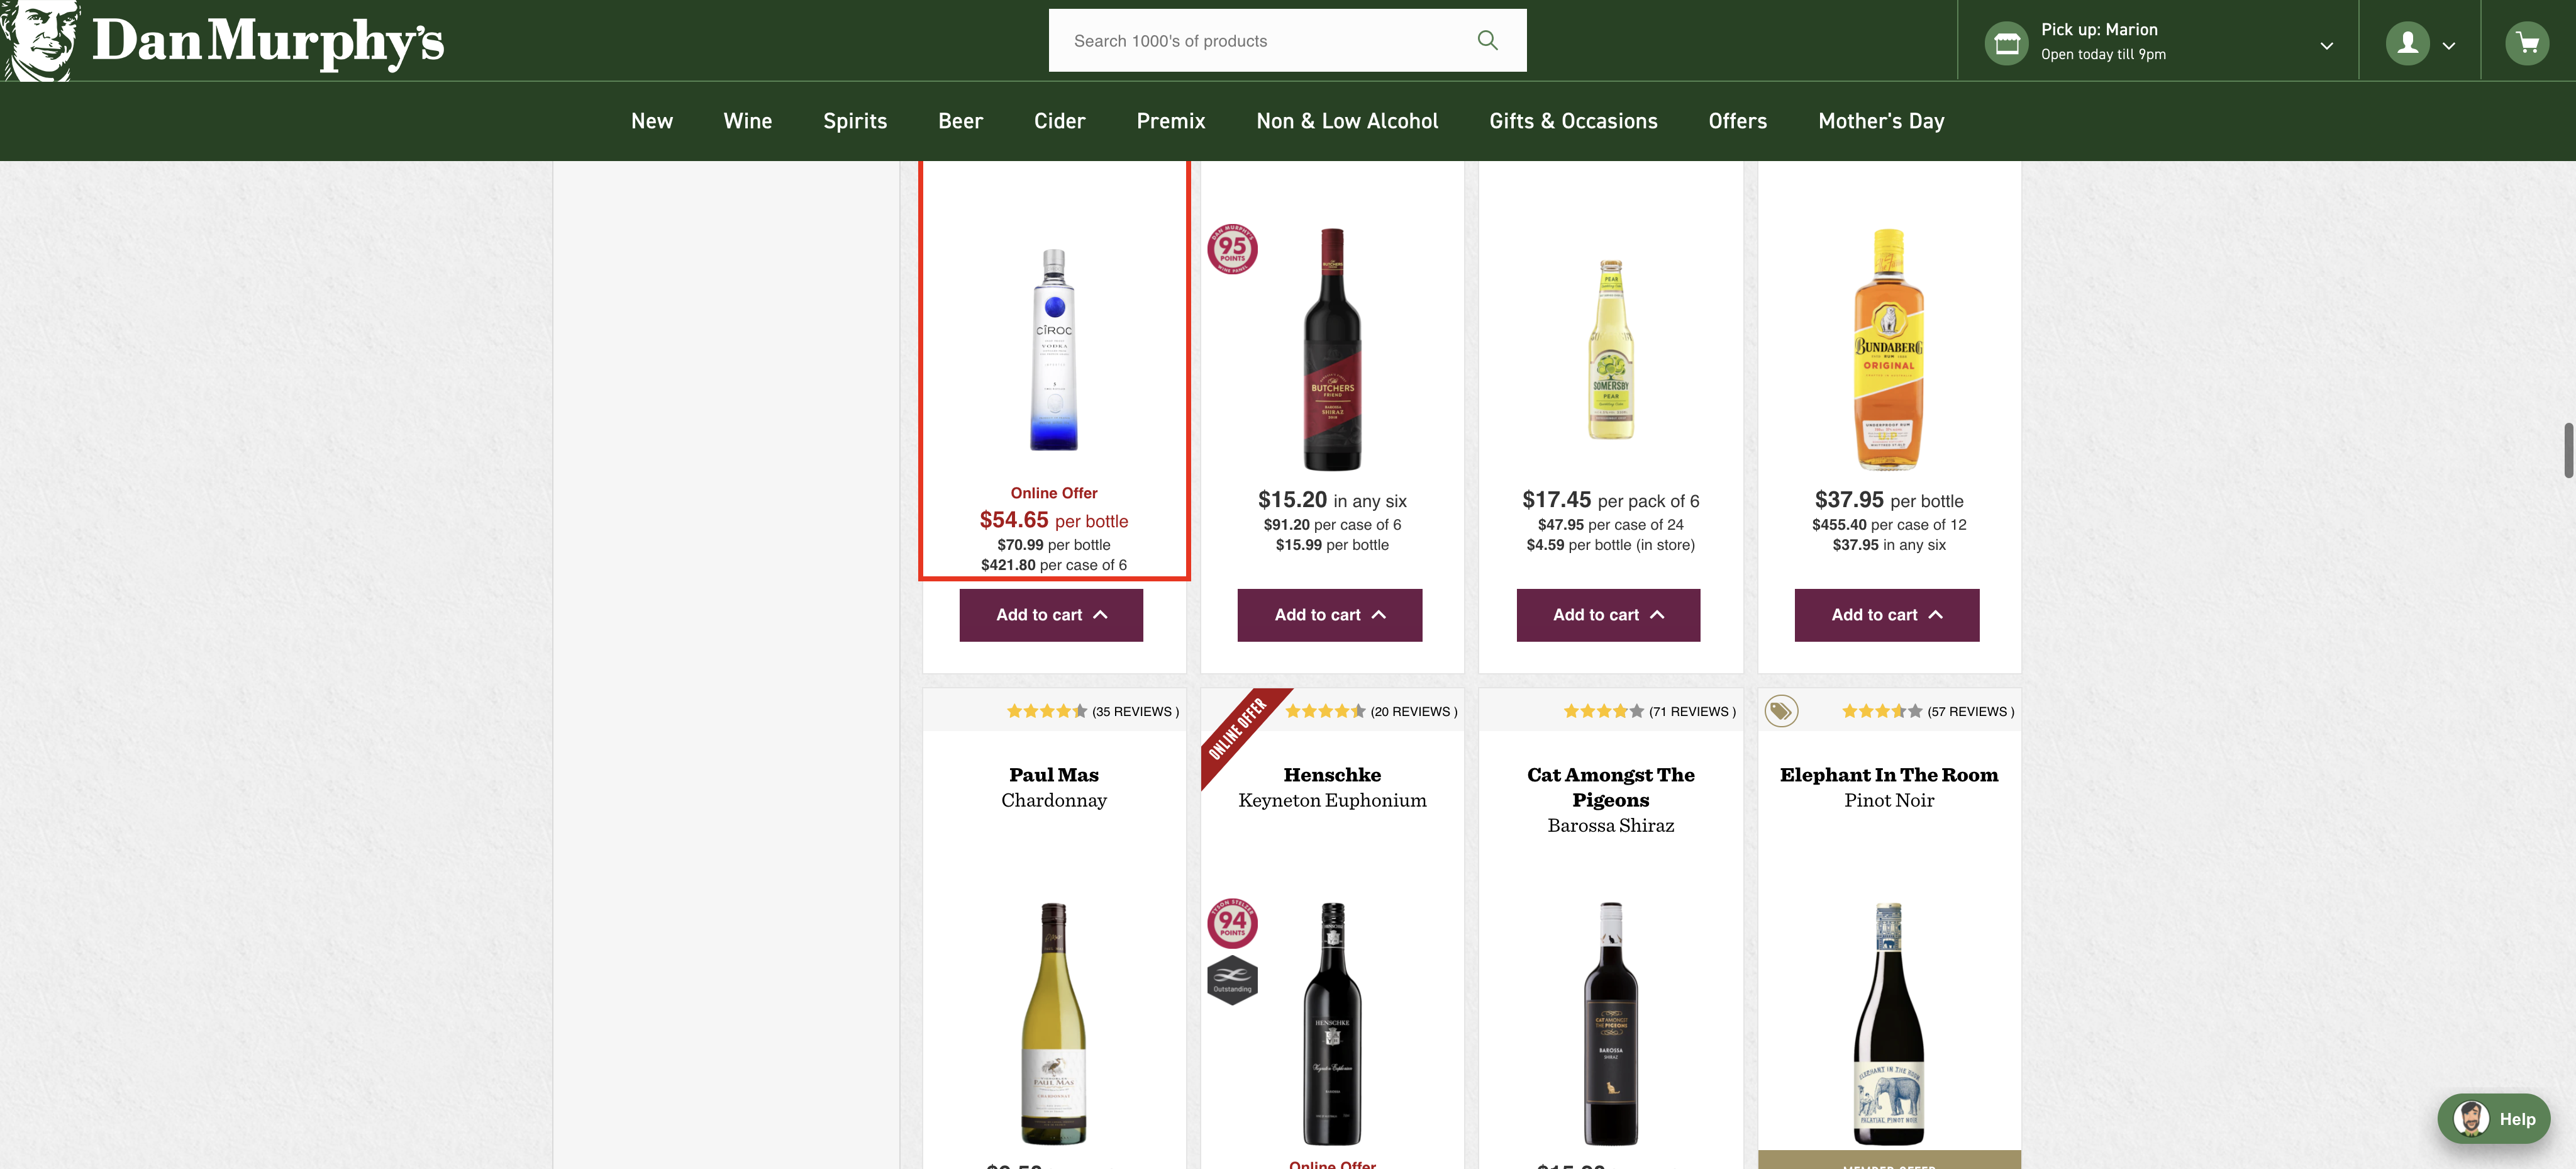 Dan Murphy's
Search 1000's of products
Pick up: Marion
Open today till 9pm
New
Wine
Spirits
Beer
Cider
Premix
Non & Low Alcohol
Gifts & Occasions
Offers
Mother's Day
CÎROC
VODKA
Online Offer
$54.65 per bottle
$70.99 per bottle
$421.80 per case of 6
Add to cart
95
POINTS
BUTCHERS
FRIEND
SHIRAZ
$15.20 in any six
$91.20 per case of 6
$15.99 per bottle
Add to cart
PEAR
SOMERSBY
PEAR
$17.45 per pack of 6
$47.95 per case of 24
$4.59 per bottle (in store)
Add to cart
BUNDABERG
ORIGINAL
UNDERPROOF RUM
$37.95 per bottle
$455.40 per case of 12
$37.95 in any six
Add to cart
(35 REVIEWS )
Paul Mas
Chardonnay
PAUL MAS
ONLINE OFFER
(20 REVIEWS )
Henschke
Keyneton Euphonium
94
POINTS
Outstanding
HENSCHKE
Keyneton Euphonium
Online Offer
(71 REVIEWS )
Cat Amongst The
Pigeons
Barossa Shiraz
CAT AMONGST
THE PIGEONS
BAROSSA
SHIRAZ
(57 REVIEWS )
Elephant In The Room
Pinot Noir
ELEPHANT IN THE ROOM
PALATIAL PINOT NOIR
Help